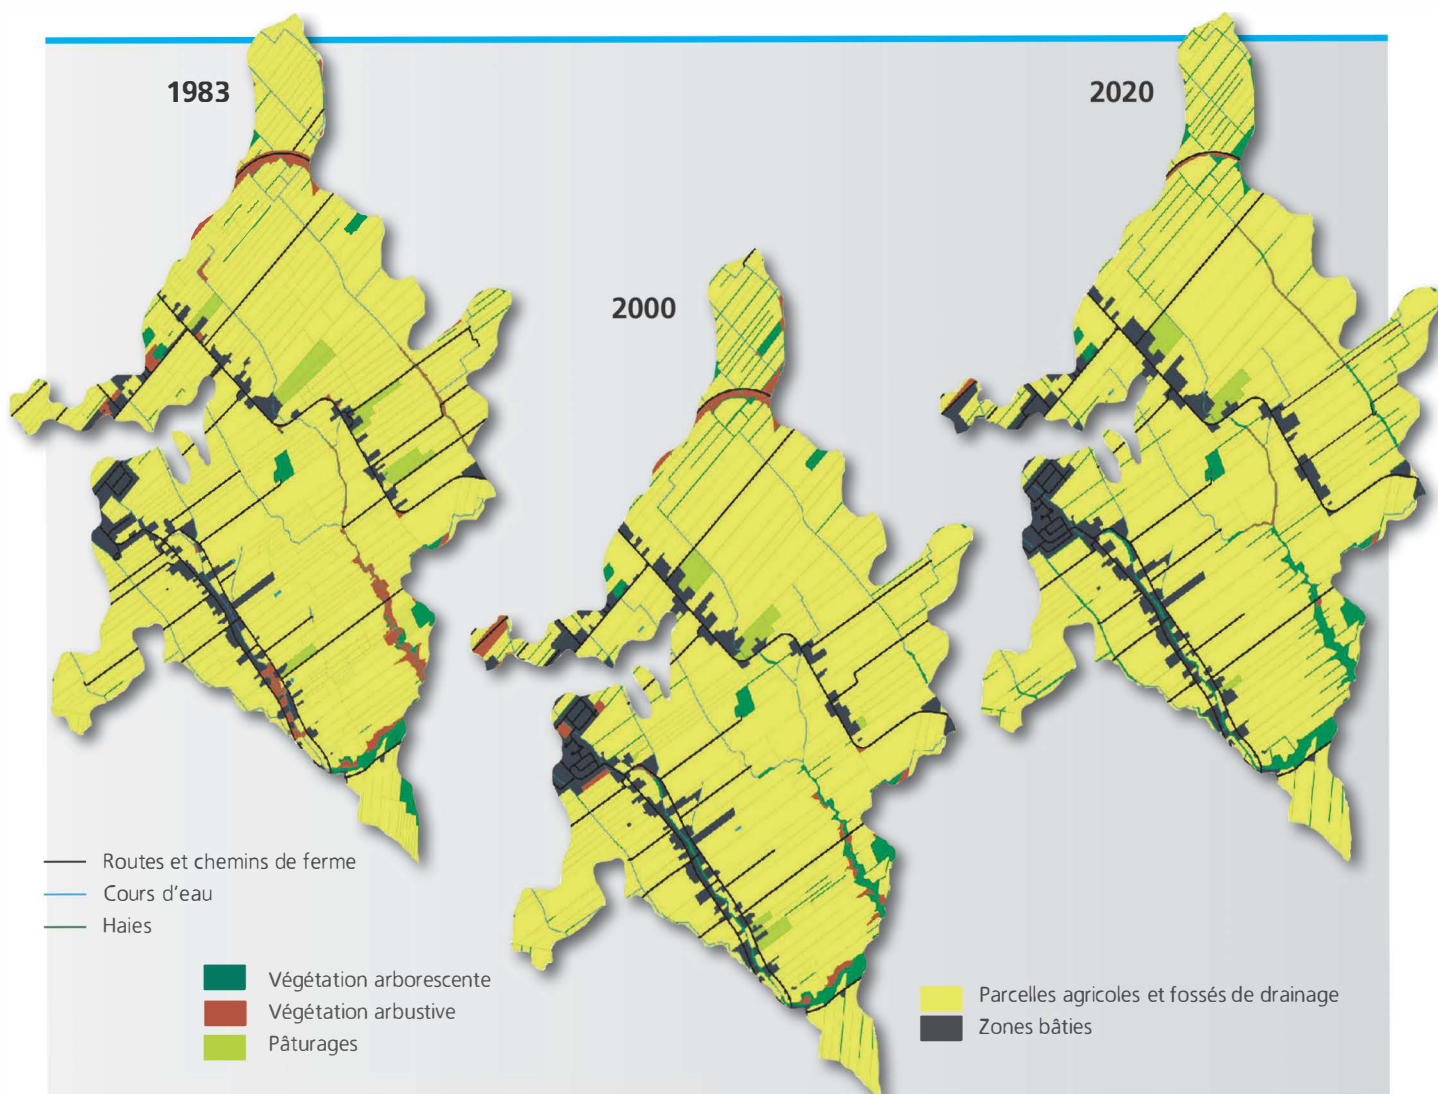 1983
2020
2000
Routes et chemins de ferme
Cours d'eau
Haies
Végétation arborescente
Végétation arbustive
Pâturages
Parcelles agricoles et fossés de drainage
Zones bâties